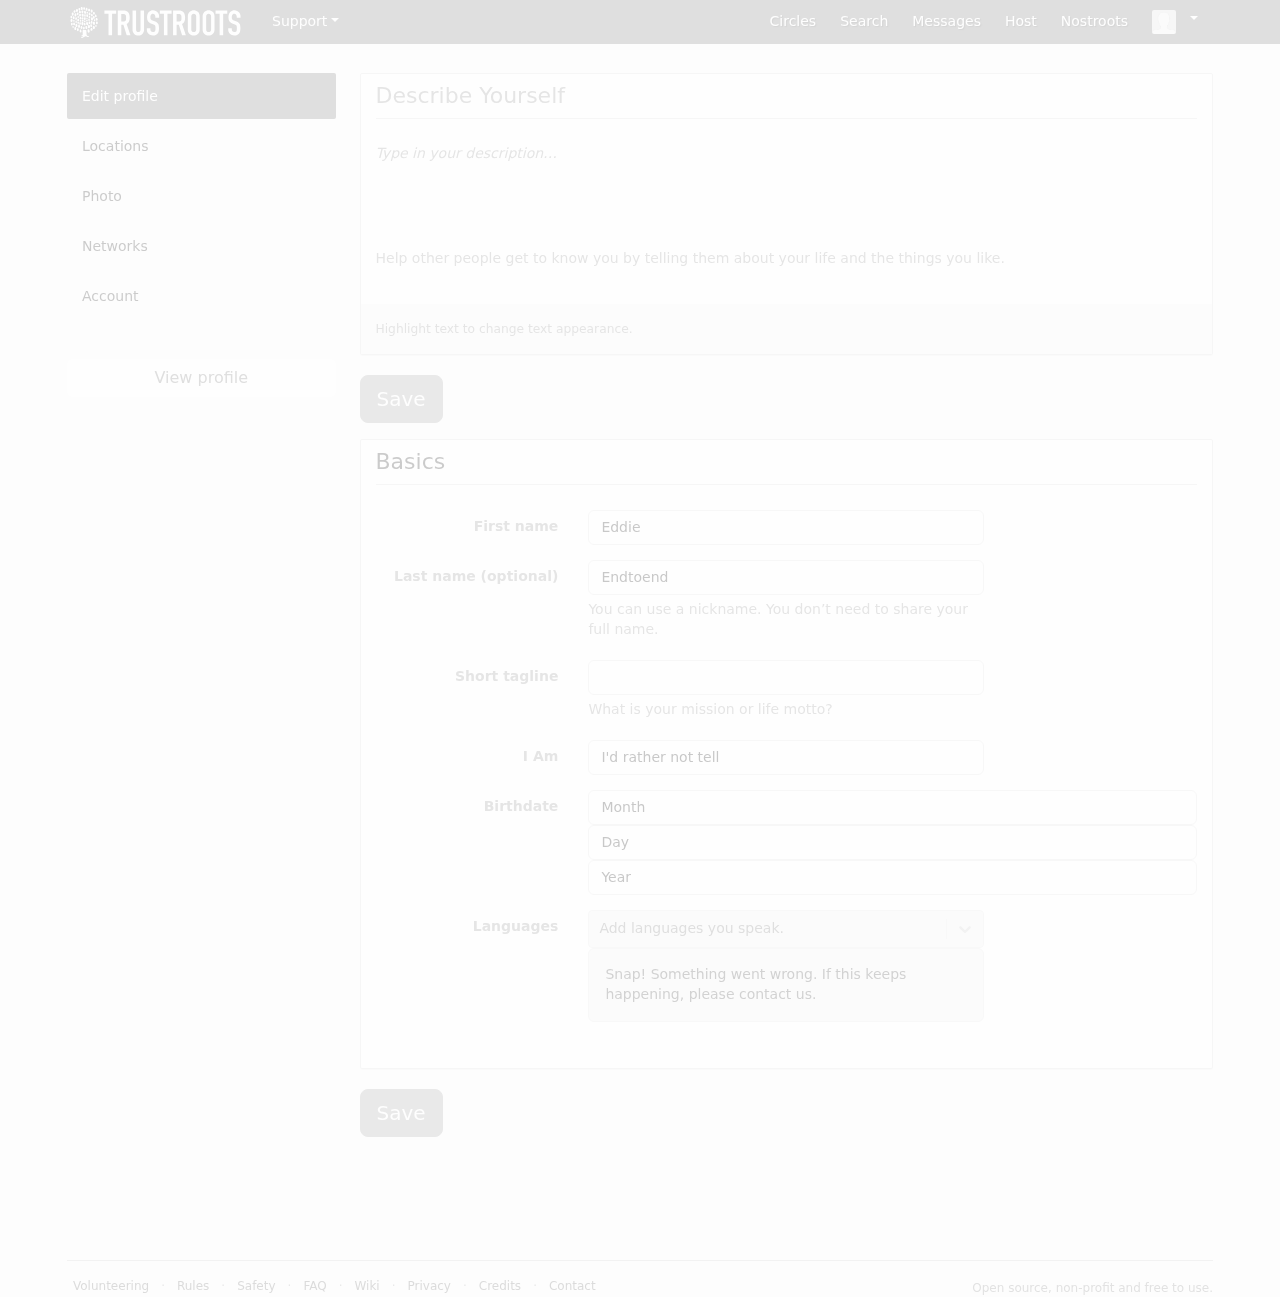 TRUSTROOTS
Support
Circles
Search
Messages
Host
Nostroots
Edit profile
Locations
Photo
Networks
Account
View profile
Describe Yourself
Type in your description...
Help other people get to know you by telling them about your life and the things you like.
Highlight text to change text appearance.
Save
Basics
First name
Eddie
Last name (optional)
Endtoend
You can use a nickname. You don’t need to share your
full name.
Short tagline
What is your mission or life motto?
I Am
I'd rather not tell
Birthdate
Month
Day
Year
Languages
Add languages you speak.
Snap! Something went wrong. If this keeps
happening, please contact us.
Save
Volunteering · Rules · Safety · FAQ · Wiki · Privacy · Credits · Contact
Open source, non-profit and free to use.